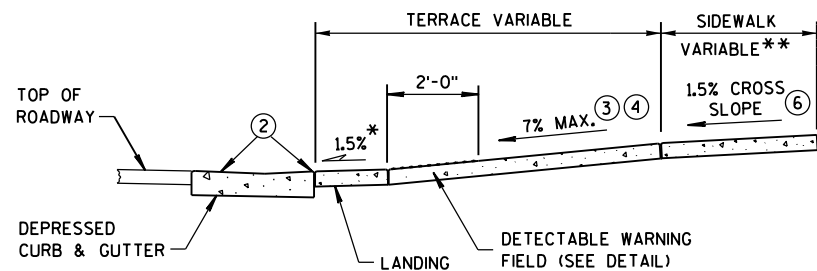 TERRACE VARIABLE
SIDEWALK
VARIABLE**
2'-0"
TOP OF
ROADWAY
2
1.5%*
7% MAX. 3 4
1.5% CROSS
SLOPE 6
DEPRESSED
CURB & GUTTER
LANDING
DETECTABLE WARNING
FIELD (SEE DETAIL)